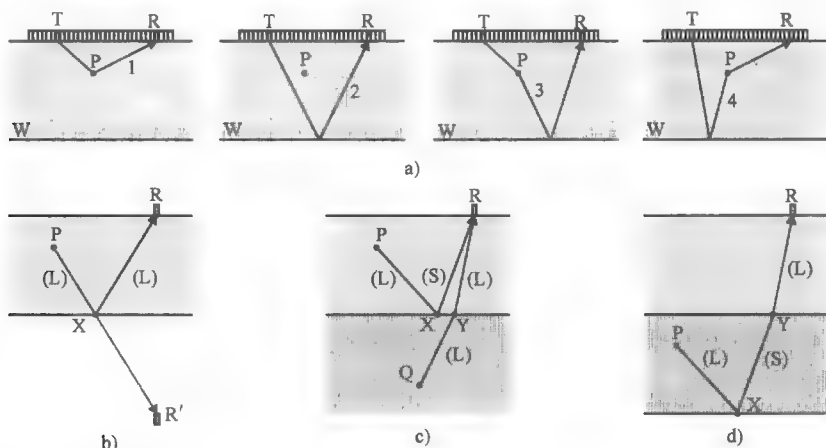 T R T R T R T R
P P P P
1 2 3 4
W W W W
a)
R R R
P P
(L) (L) (L) (S) (L) (L)
X X Y Y
P
Q (L) (L) (S)
R' X
b) c) d)